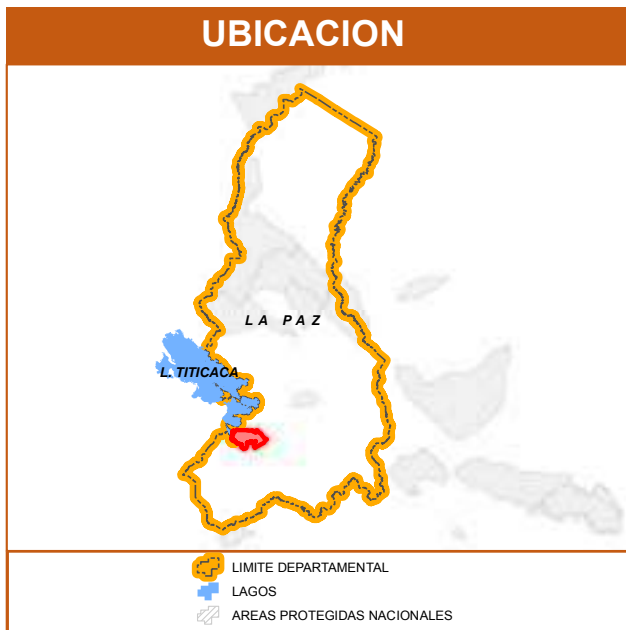 UBICACION
L A P A Z
L. TITICACA
LIMITE DEPARTAMENTAL
LAGOS
AREAS PROTEGIDAS NACIONALES